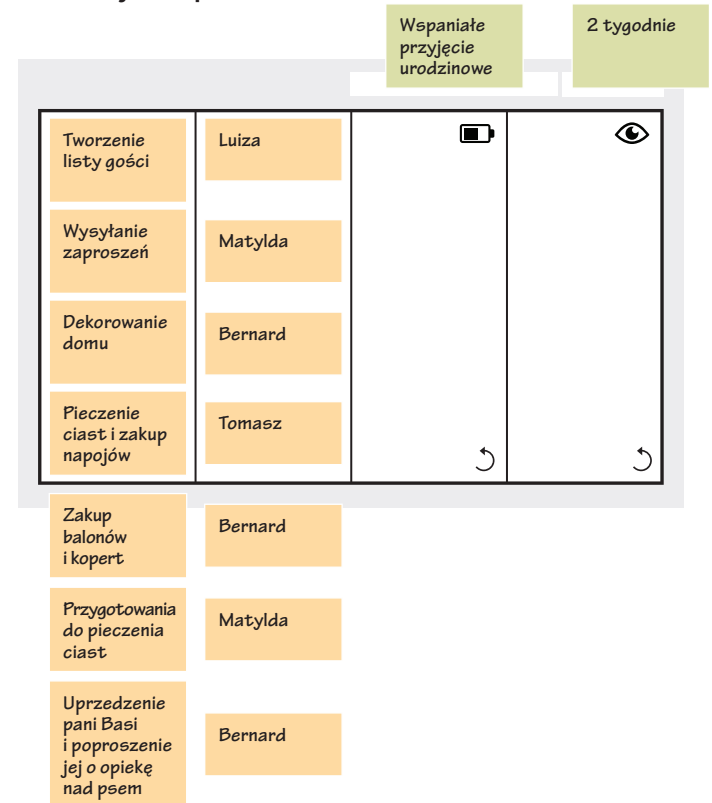 Wspaniałe
przyjęcie
urodzinowe
2 tygodnie
Tworzenie
listy gości
Luiza
Wysyłanie
zaproszeń
Matylda
Dekorowanie
domu
Bernard
Pieczenie
ciast i zakup
napojów
Tomasz
Zakup
balonów
i kopert
Bernard
Przygotowania
do pieczenia
ciast
Matylda
Uprzedzenie
pani Basi
i poproszenie
jej o opiekę
nad psem
Bernard